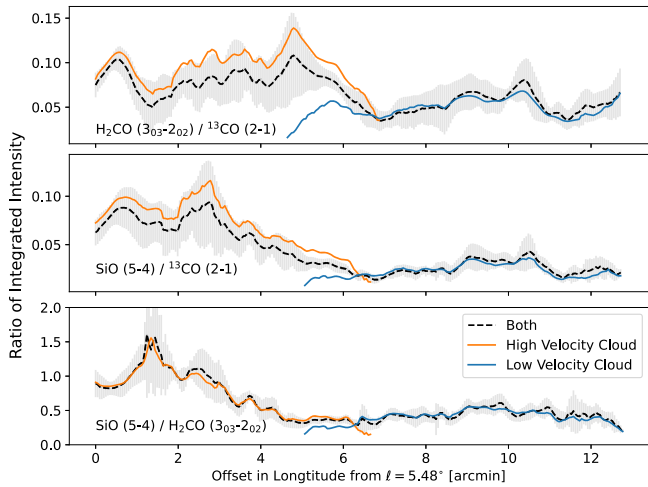 Ratio of Integrated Intensity
0.15
0.10
0.05
H₂CO (3₀₃-2₀₂) / ¹³CO (2-1)
0.10
0.05
SiO (5-4) / ¹³CO (2-1)
2.0
1.5
1.0
0.5
0.0
Both
High Velocity Cloud
Low Velocity Cloud
SiO (5-4) / H₂CO (3₀₃-2₀₂)
0 2 4 6 8 10 12
Offset in Longtitude from ℓ = 5.48° [arcmin]